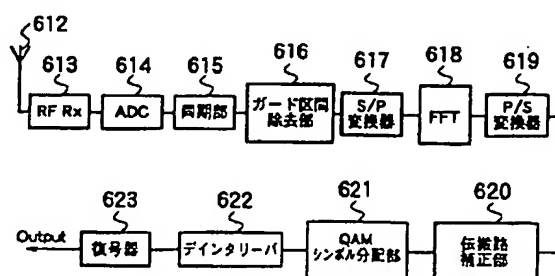 612
613
614
615
616
617
618
619
RF Rx
ADC
同期部
ガード区間
除去部
S/P
変換器
FFT
P/S
変換器
623
622
621
620
Output
復号器
デインタリーバ
QAM
シンボル分配部
伝搬路
補正部